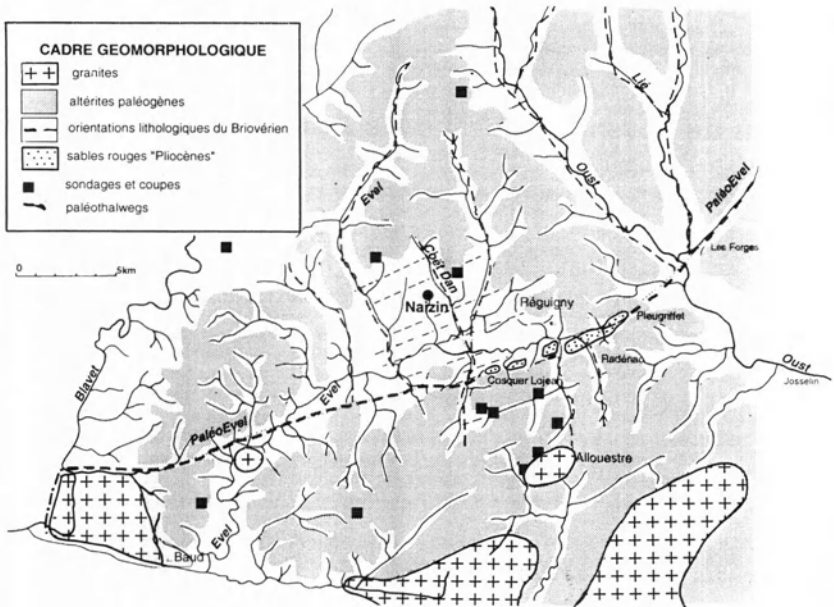 CADRE GEOMORPHOLOGIQUE
granites
altérites paléogènes
orientations lithologiques du Briovérien
sables rouges "Pliocènes"
sondages et coupes
paléothalwegs
0 5km
Lié
Oust
PaléoEvel
Les Forges
Evel
Coët Dan
Naizin
Réguigny
Pleugriffet
Radénac
Cosquer Lojean
Oust
Josselin
Blavet
Evel
PaléoEvel
Allouestre
Evel
Baud